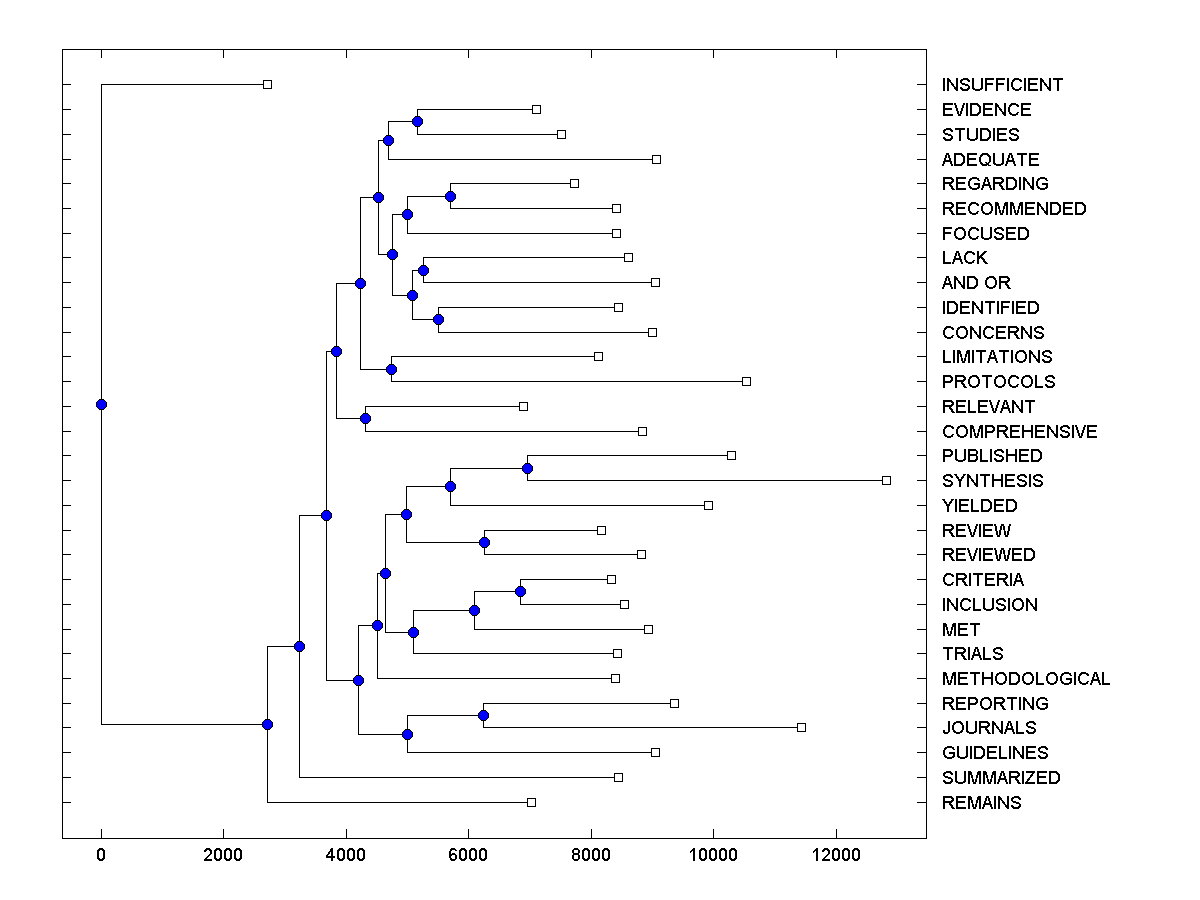 INSUFFICIENT
EVIDENCE
STUDIES
ADEQUATE
REGARDING
RECOMMENDED
FOCUSED
LACK
AND OR
IDENTIFIED
CONCERNS
LIMITATIONS
PROTOCOLS
RELEVANT
COMPREHENSIVE
PUBLISHED
SYNTHESIS
YIELDED
REVIEW
REVIEWED
CRITERIA
INCLUSION
MET
TRIALS
METHODOLOGICAL
REPORTING
JOURNALS
GUIDELINES
SUMMARIZED
REMAINS
0 2000 4000 6000 8000 10000 12000